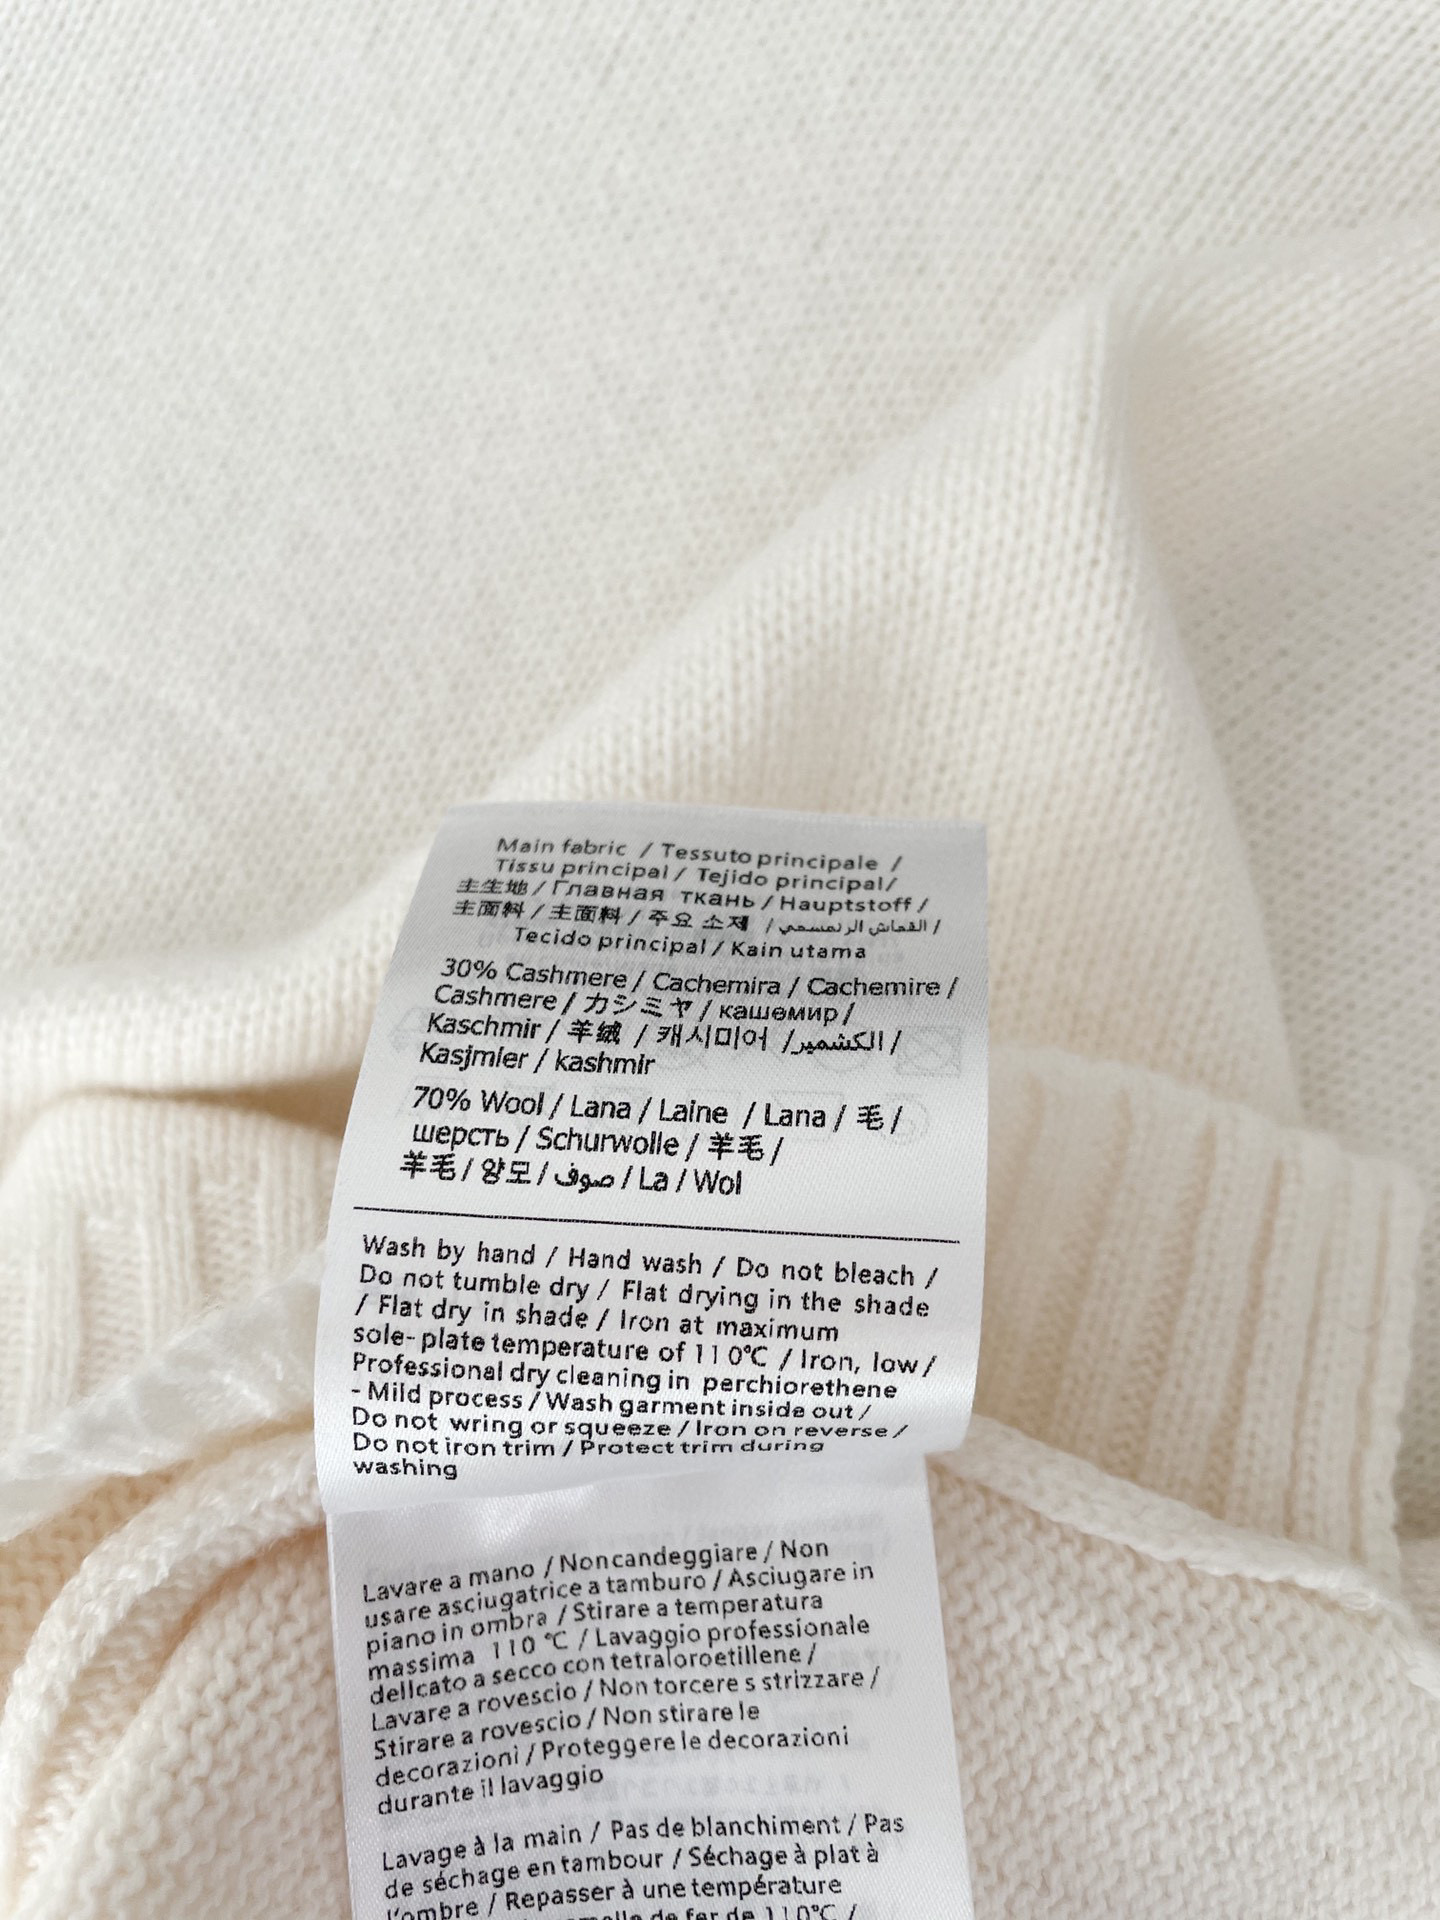 Main fabric / Tessuto principale /
Tissu principal / Tejido principal/
主生地 / Главная ткань / Hauptstoff /
主面料 / 主面料 / 주요 소재 / القماش الرنمسمي /
Tecido principal / Kain utama
30% Cashmere / Cachemira / Cachemire /
Cashmere / カシミヤ / кашемир /
Kaschmir / 羊绒 / 캐시미어 / الكشمير /
Kasjmier / kashmir
70% Wool / Lana / Laine / Lana / 毛 /
шерсть / Schurwolle / 羊毛 /
羊毛 / 양모 / صوف / La / Wol
Wash by hand / Hand wash / Do not bleach /
Do not tumble dry / Flat drying in the shade
/ Flat dry in shade / Iron at maximum
sole- plate temperature of 110℃ / Iron, low /
Professional dry cleaning in perchiorethene
- Mild process / Wash garment inside out /
Do not wring or squeeze / Iron on reverse /
Do not iron trim / Protect trim during
washing
Lavare a mano / Noncandeggiare / Non
usare asciugatrice a tamburo / Asciugare in
piano in ombra / Stirare a temperatura
massima 110 ℃ / Lavaggio professionale
delicato a secco con tetraloroetillene /
Lavare a rovescio / Non torcere s strizzare /
Stirare a rovescio / Non stirare le
decorazioni / Proteggere le decorazioni
durante il lavaggio
Lavage à la main / Pas de blanchiment / Pas
de séchage en tambour / Séchage à plat à
l'ombre / Repasser à une température
de fer de 110℃ /